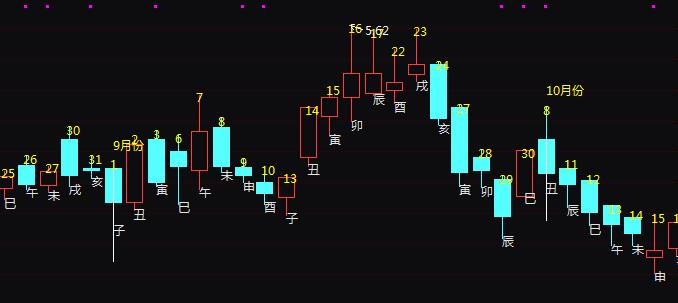 25 26 27 30 31 1 2 3 6 7 8 9 10 13 14 15 16 17 22 23 24 27 28 29 30 8 11 12 13 14 15
5.62
9月份
10月份
巳 午 未 戌 亥 子 丑 寅 巳 午 未 申 酉 子 丑 寅 卯 辰 酉 戌 亥 寅 卯 辰 巳 丑 辰 巳 午 未 申